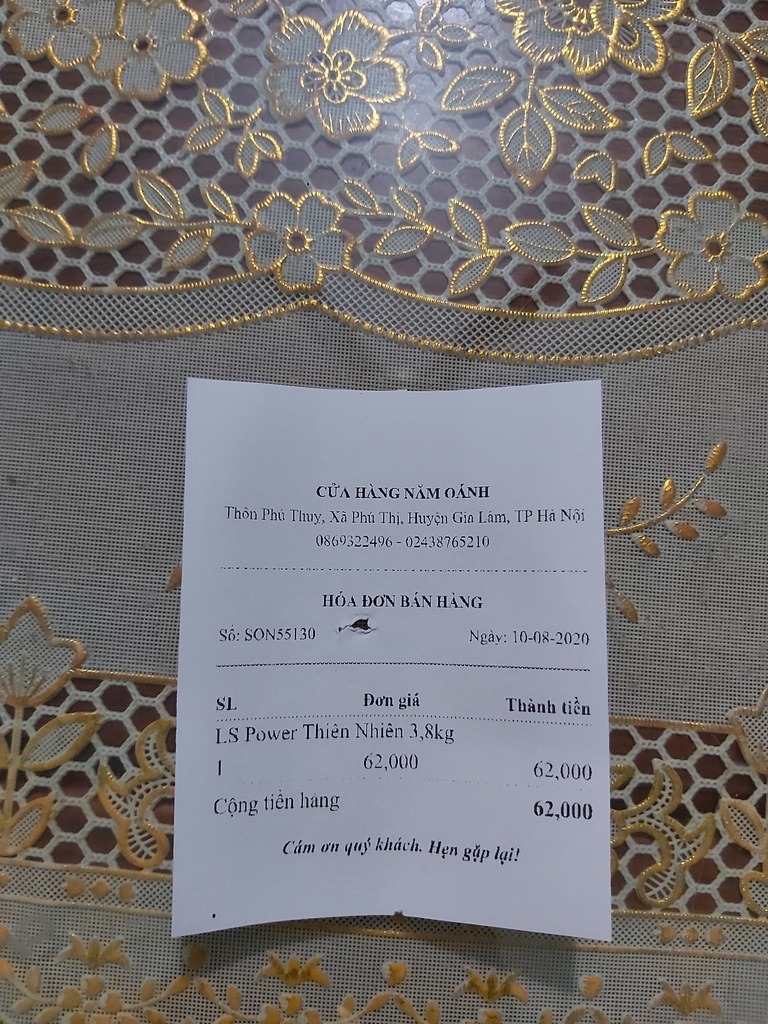 CỬA HÀNG NĂM OÁNH
Thôn Phú Thuỵ, Xã Phú Thị, Huyện Gia Lâm, TP Hà Nội
0869322496 - 02438765210
HÓA ĐƠN BÁN HÀNG
Số: SON55130 Ngày: 10-08-2020
SL Đơn giá Thành tiền
LS Power Thiên Nhiên 3,8kg
1 62,000 62,000
Cộng tiền hàng 62,000
Cám ơn quý khách. Hẹn gặp lại!